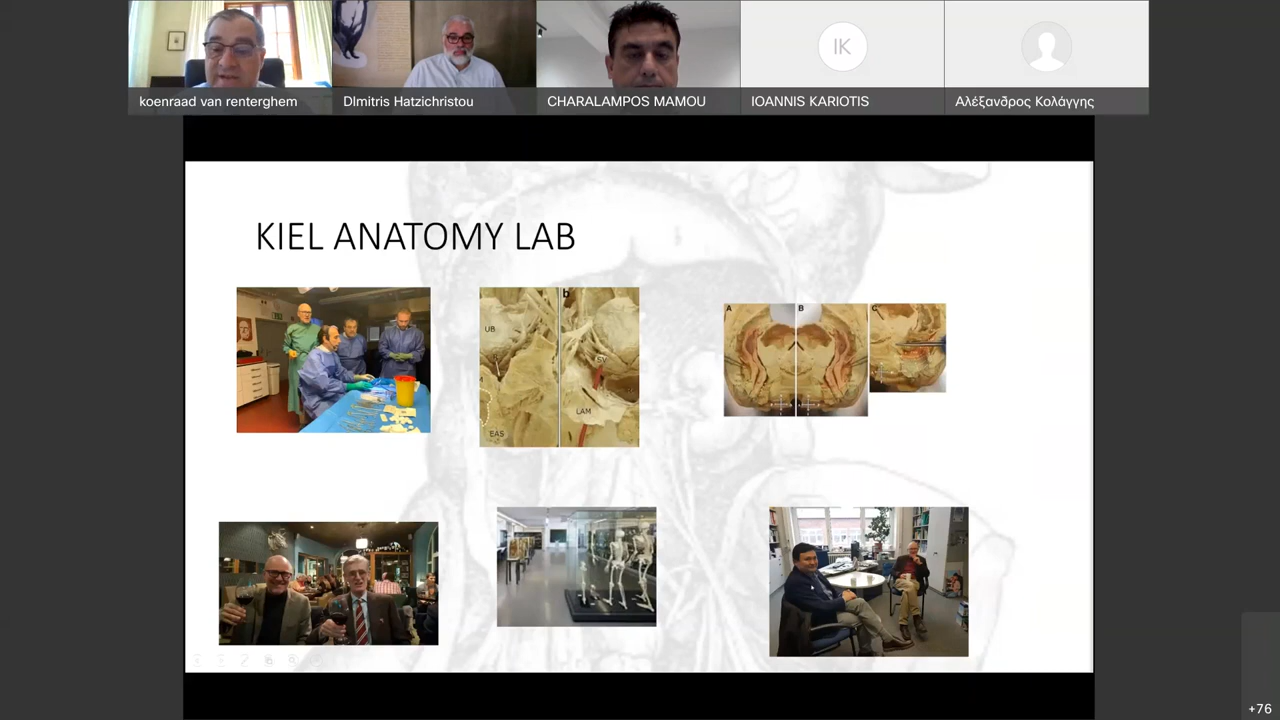 koenraad van renterghem
DImitris Hatzichristou
CHARALAMPOS MAMOU
IK
IOANNIS KARIOTIS
Αλέξανδρος Κολάγγης
KIEL ANATOMY LAB
b
UB
SV
LAM
EAS
A
B
C
+76